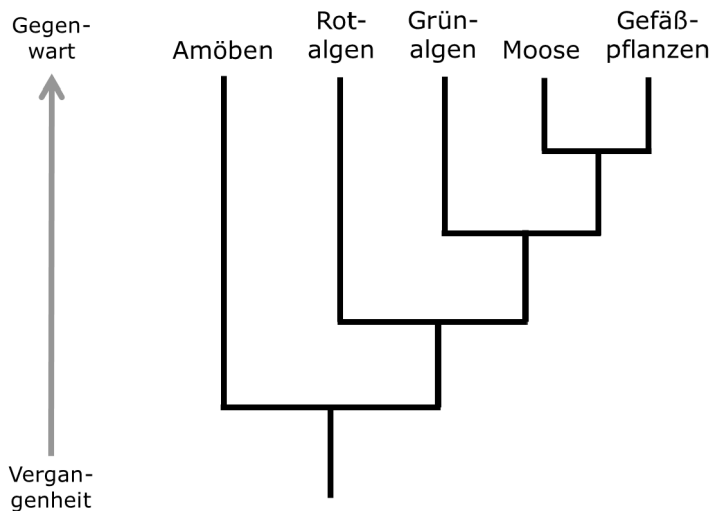 Gegen-
wart
Amöben
Rot-
algen
Grün-
algen
Moose
Gefäß-
pflanzen
Vergan-
genheit